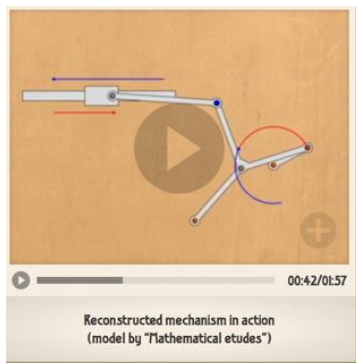 00:42/01:57
Reconstructed mechanism in action
(model by "Mathematical etudes")